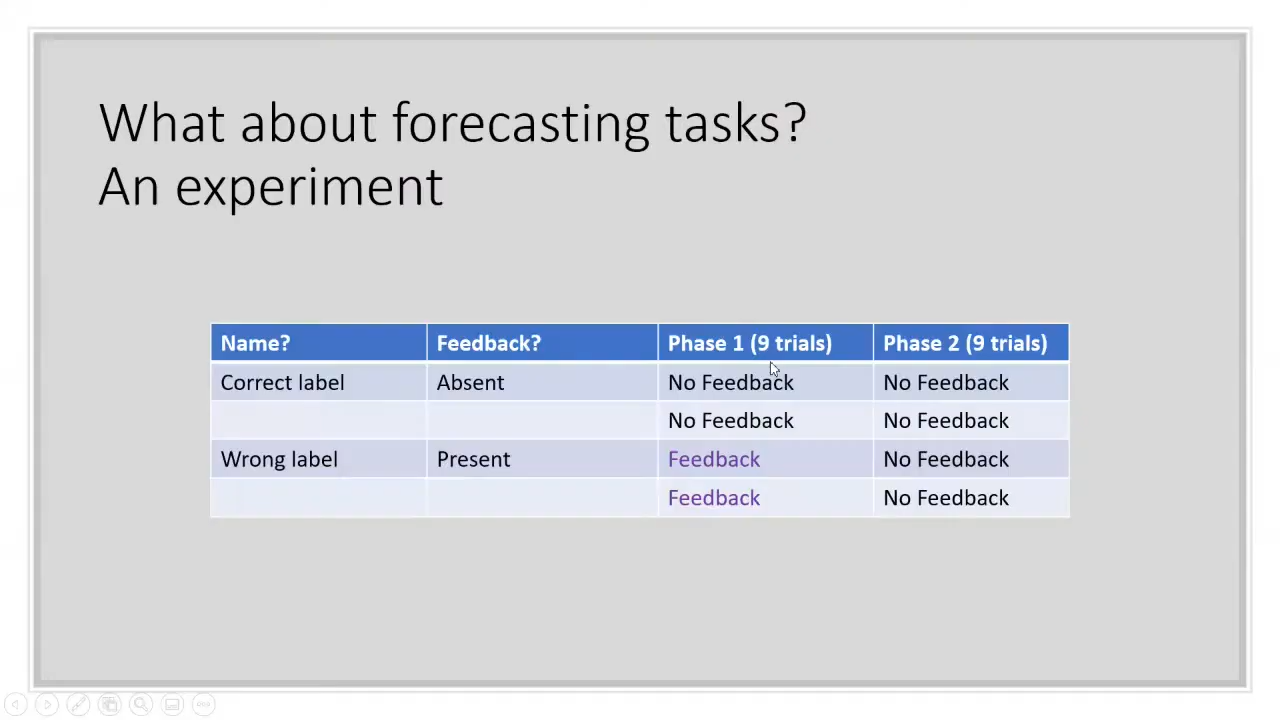 What about forecasting tasks?
An experiment
Name? Feedback? Phase 1 (9 trials) Phase 2 (9 trials)
Correct label Absent No Feedback No Feedback
No Feedback No Feedback
Wrong label Present Feedback No Feedback
Feedback No Feedback